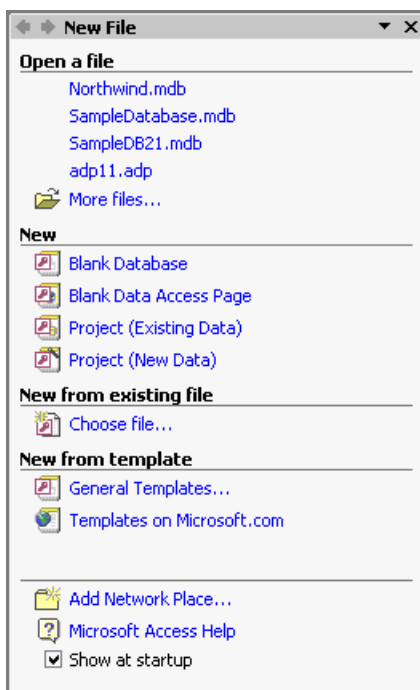 New File
Open a file
Northwind.mdb
SampleDatabase.mdb
SampleDB21.mdb
adp11.adp
More files...
New
Blank Database
Blank Data Access Page
Project (Existing Data)
Project (New Data)
New from existing file
Choose file...
New from template
General Templates...
Templates on Microsoft.com
Add Network Place...
Microsoft Access Help
Show at startup